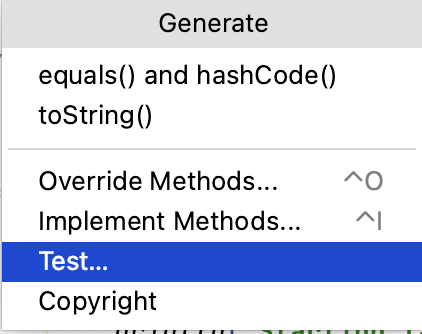 Generate
equals() and hashCode()
toString()
Override Methods... ^O
Implement Methods... ^I
Test...
Copyright